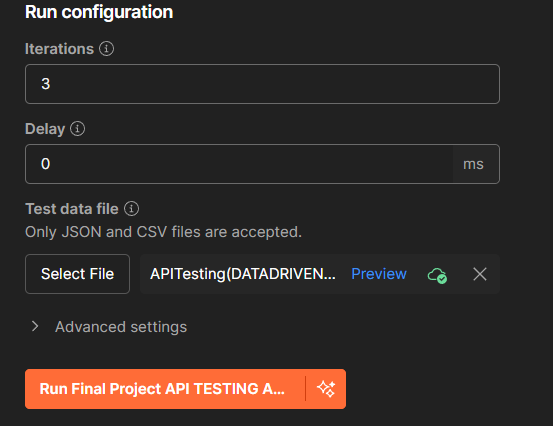 Run configuration
Iterations
3
Delay
0 ms
Test data file
Only JSON and CSV files are accepted.
Select File APITesting(DATADRIVEN... Preview
Advanced settings
Run Final Project API TESTING A...